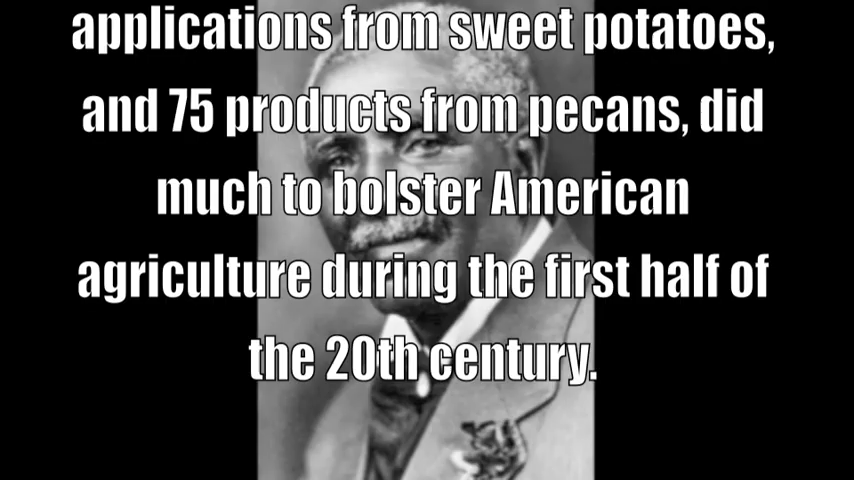 applications from sweet potatoes,
and 75 products from pecans, did
much to bolster American
agriculture during the first half of
the 20th century.